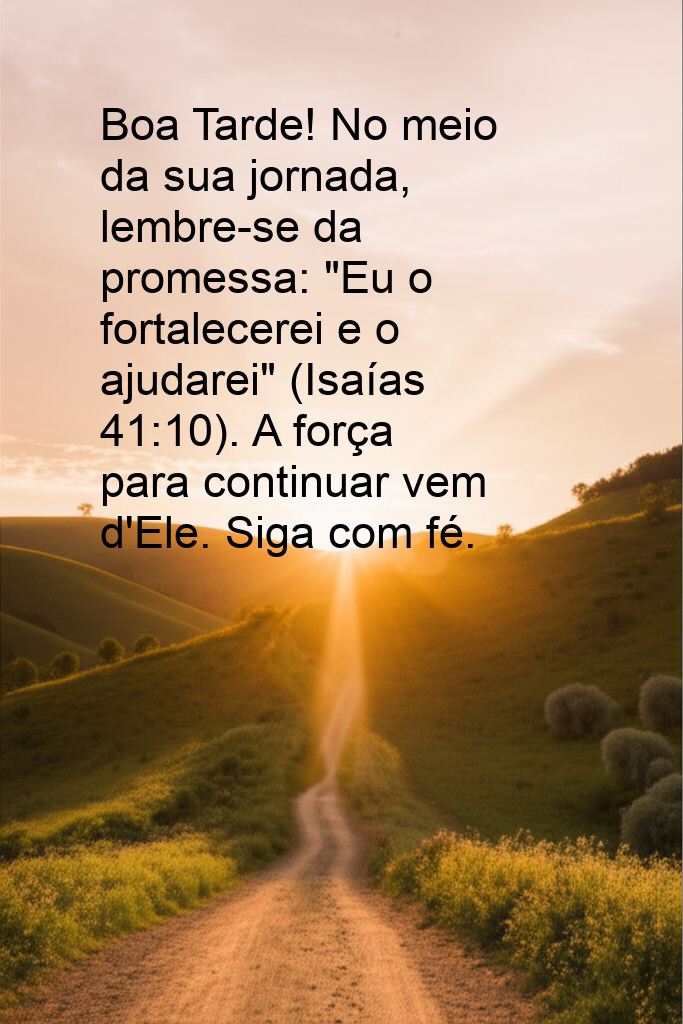 Boa Tarde! No meio
da sua jornada,
lembre-se da
promessa: "Eu o
fortalecerei e o
ajudarei" (Isaías
41:10). A força
para continuar vem
d'Ele. Siga com fé.